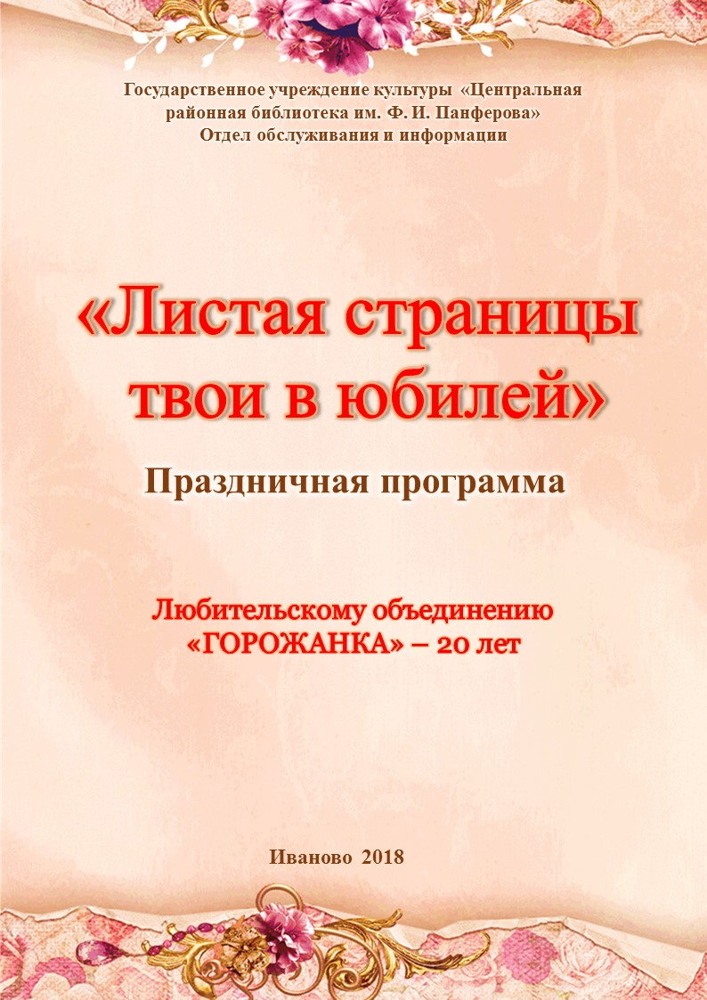 Государственное учреждение культуры «Центральная
районная библиотека им. Ф. И. Панферова»
Отдел обслуживания и информации
«Листая страницы
твои в юбилей»
Праздничная программа
Любительскому объединению
«ГОРОЖАНКА» – 20 лет
Иваново 2018